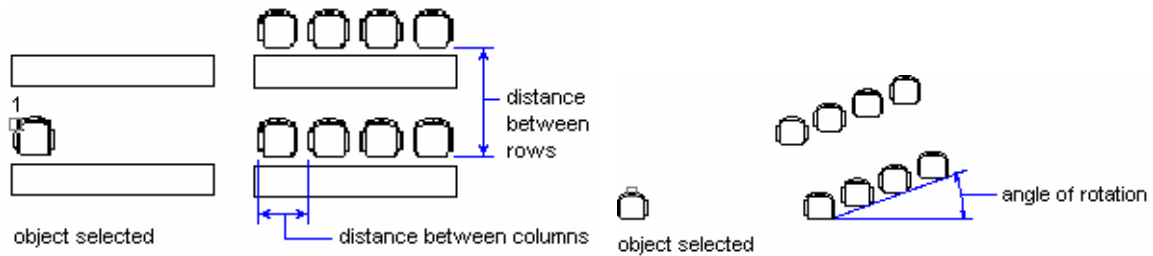 1
object selected
distance
between
rows
distance between columns
object selected
angle of rotation